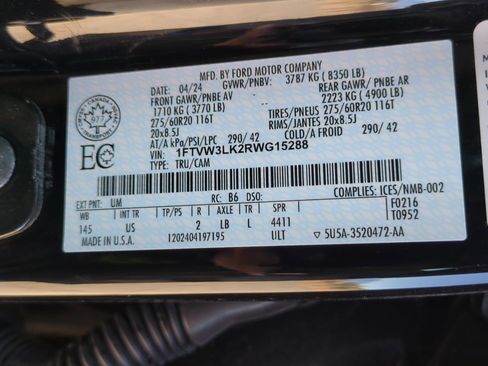 MFD. BY FORD MOTOR COMPANY
04/24 GVWR/PNBV: 3787 KG ( 8350 LB)
FRONT GAWR/PNBE AV REAR GAWR/PNBE AR
1710 KG ( 3770 LB) 2223 KG ( 4900 LB)
275/60R20 116T TIRES/PNEUS 275/60R20 116T
20x8.5J RIMS/JANTES 20x8.5J
AT A kPa/PSI/LPC 290/ 42 COLD/A FROID 290/ 42
VIN: 1FTVW3LK2RWG15288
TYPE: TRU/CAM
CANADA
977
EC
EXT PNT: UM RC: B6 DSO: COMPLIES: ICES/NMB-002
WB INT TR TP/PS R AXLE TR SPR F0216
145 US 2 LB L 4411 T0952
ULT
MADE IN U.S.A. I202404197195 5U5A-3520472-AA